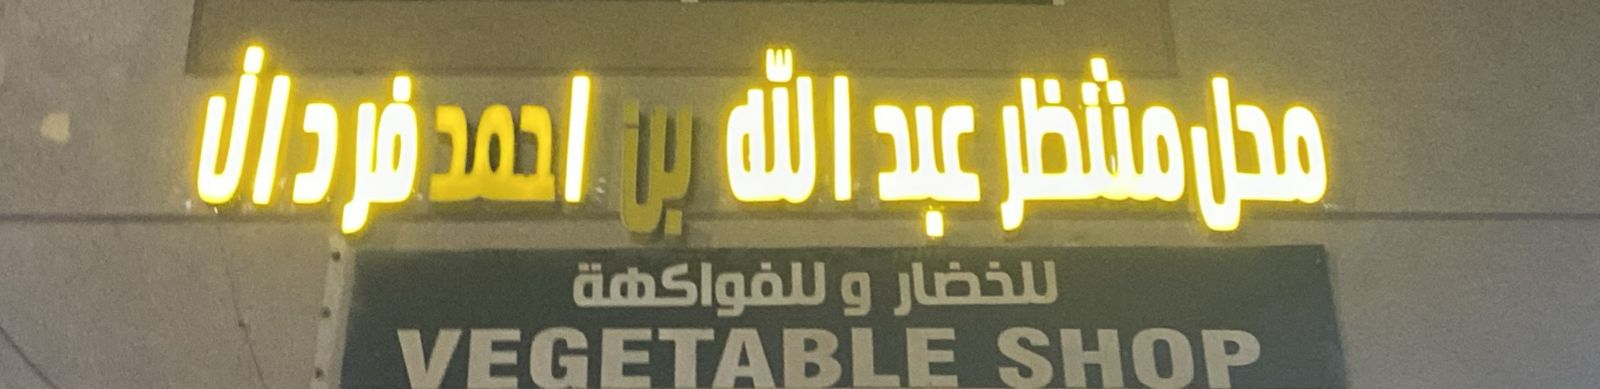 محل منتظر عبد الله بن احمد فردان
للخضار و للفواكهة
VEGETABLE SHOP